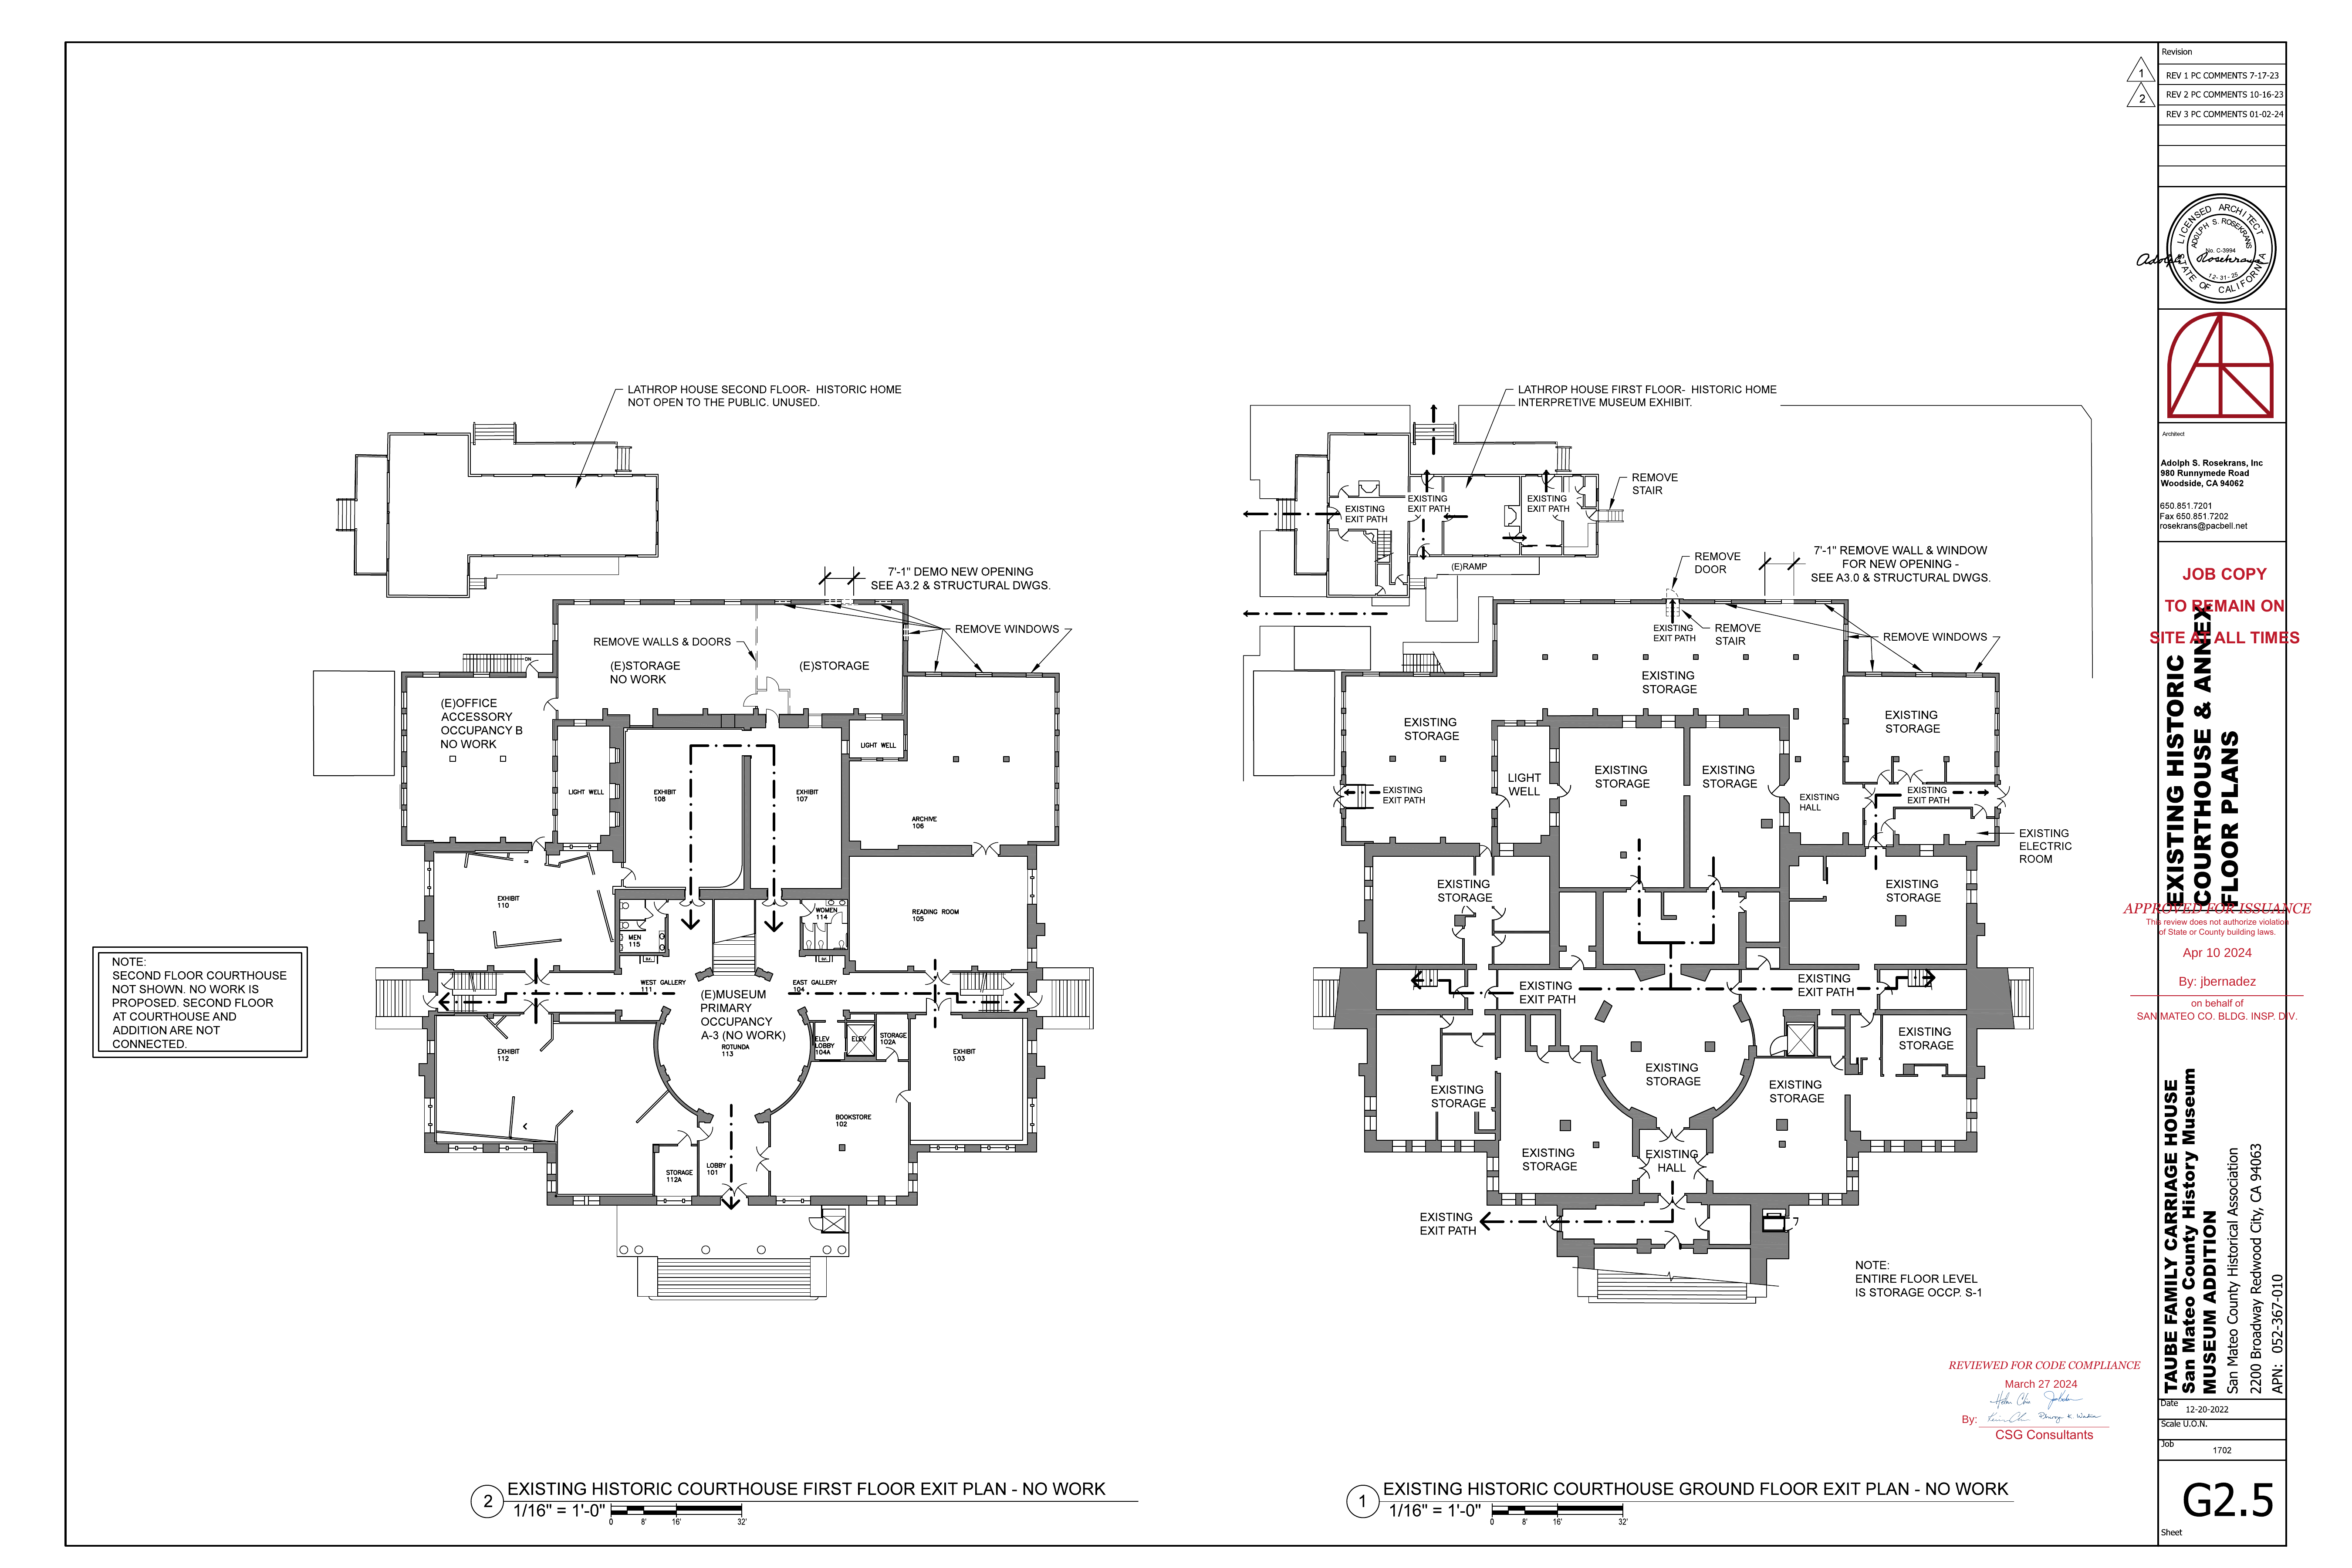 LATHROP HOUSE SECOND FLOOR- HISTORIC HOME
NOT OPEN TO THE PUBLIC. UNUSED.
7'-1" DEMO NEW OPENING
SEE A3.2 & STRUCTURAL DWGS.
REMOVE WINDOWS
REMOVE WALLS & DOORS
(E)STORAGE
NO WORK
(E)STORAGE
DN
(E)OFFICE
ACCESSORY
OCCUPANCY B
NO WORK
LIGHT WELL
LIGHT WELL
EXHIBIT
108
EXHIBIT
107
ARCHIVE
106
EXHIBIT
110
MEN
115
WOMEN
114
READING ROOM
105
WEST GALLERY
111
EAST GALLERY
104
(E)MUSEUM
PRIMARY
OCCUPANCY
A-3 (NO WORK)
ROTUNDA
113
ELEV
LOBBY
104A
ELEV
STORAGE
102A
EXHIBIT
112
EXHIBIT
103
BOOKSTORE
102
STORAGE
112A
LOBBY
101
NOTE:
SECOND FLOOR COURTHOUSE
NOT SHOWN. NO WORK IS
PROPOSED. SECOND FLOOR
AT COURTHOUSE AND
ADDITION ARE NOT
CONNECTED.
2
EXISTING HISTORIC COURTHOUSE FIRST FLOOR EXIT PLAN - NO WORK
1/16" = 1'-0"
0 8' 16' 32'
LATHROP HOUSE FIRST FLOOR- HISTORIC HOME
INTERPRETIVE MUSEUM EXHIBIT.
REMOVE
STAIR
EXISTING
EXIT PATH
EXISTING
EXIT PATH
EXISTING
EXIT PATH
(E)RAMP
REMOVE
DOOR
7'-1" REMOVE WALL & WINDOW
FOR NEW OPENING -
SEE A3.0 & STRUCTURAL DWGS.
EXISTING
EXIT PATH
REMOVE
STAIR
REMOVE WINDOWS
EXISTING
STORAGE
EXISTING
STORAGE
EXISTING
STORAGE
EXISTING
EXIT PATH
LIGHT
WELL
EXISTING
STORAGE
EXISTING
STORAGE
EXISTING
HALL
EXISTING
EXIT PATH
EXISTING
ELECTRIC
ROOM
EXISTING
STORAGE
EXISTING
STORAGE
EXISTING
EXIT PATH
EXISTING
EXIT PATH
EXISTING
STORAGE
EXISTING
STORAGE
EXISTING
STORAGE
EXISTING
STORAGE
EXISTING
STORAGE
EXISTING
HALL
EXISTING
EXIT PATH
NOTE:
ENTIRE FLOOR LEVEL
IS STORAGE OCCP. S-1
1
EXISTING HISTORIC COURTHOUSE GROUND FLOOR EXIT PLAN - NO WORK
1/16" = 1'-0"
0 8' 16' 32'
REVIEWED FOR CODE COMPLIANCE
March 27 2024
By:
CSG Consultants
Revision
1
REV 1 PC COMMENTS 7-17-23
2
REV 2 PC COMMENTS 10-16-23
REV 3 PC COMMENTS 01-02-24
LICENSED ARCHITECT
ADOLPH S. ROSEKRANS
No. C-3994
Adolph Rosekrans
12-31-25
STATE OF CALIFORNIA
Architect
Adolph S. Rosekrans, Inc
980 Runnymede Road
Woodside, CA 94062
650.851.7201
Fax 650.851.7202
rosekrans@pacbell.net
JOB COPY
TO REMAIN ON
SITE AT ALL TIMES
EXISTING HISTORIC
COURTHOUSE & ANNEX
FLOOR PLANS
APPROVED FOR ISSUANCE
This review does not authorize violation
of State or County building laws.
Apr 10 2024
By: jbernadez
on behalf of
SAN MATEO CO. BLDG. INSP. DIV.
TAUBE FAMILY CARRIAGE HOUSE
San Mateo County History Museum
MUSEUM ADDITION
San Mateo County Historical Association
2200 Broadway Redwood City, CA 94063
APN: 052-367-010
Date
12-20-2022
Scale U.O.N.
Job
1702
G2.5
Sheet